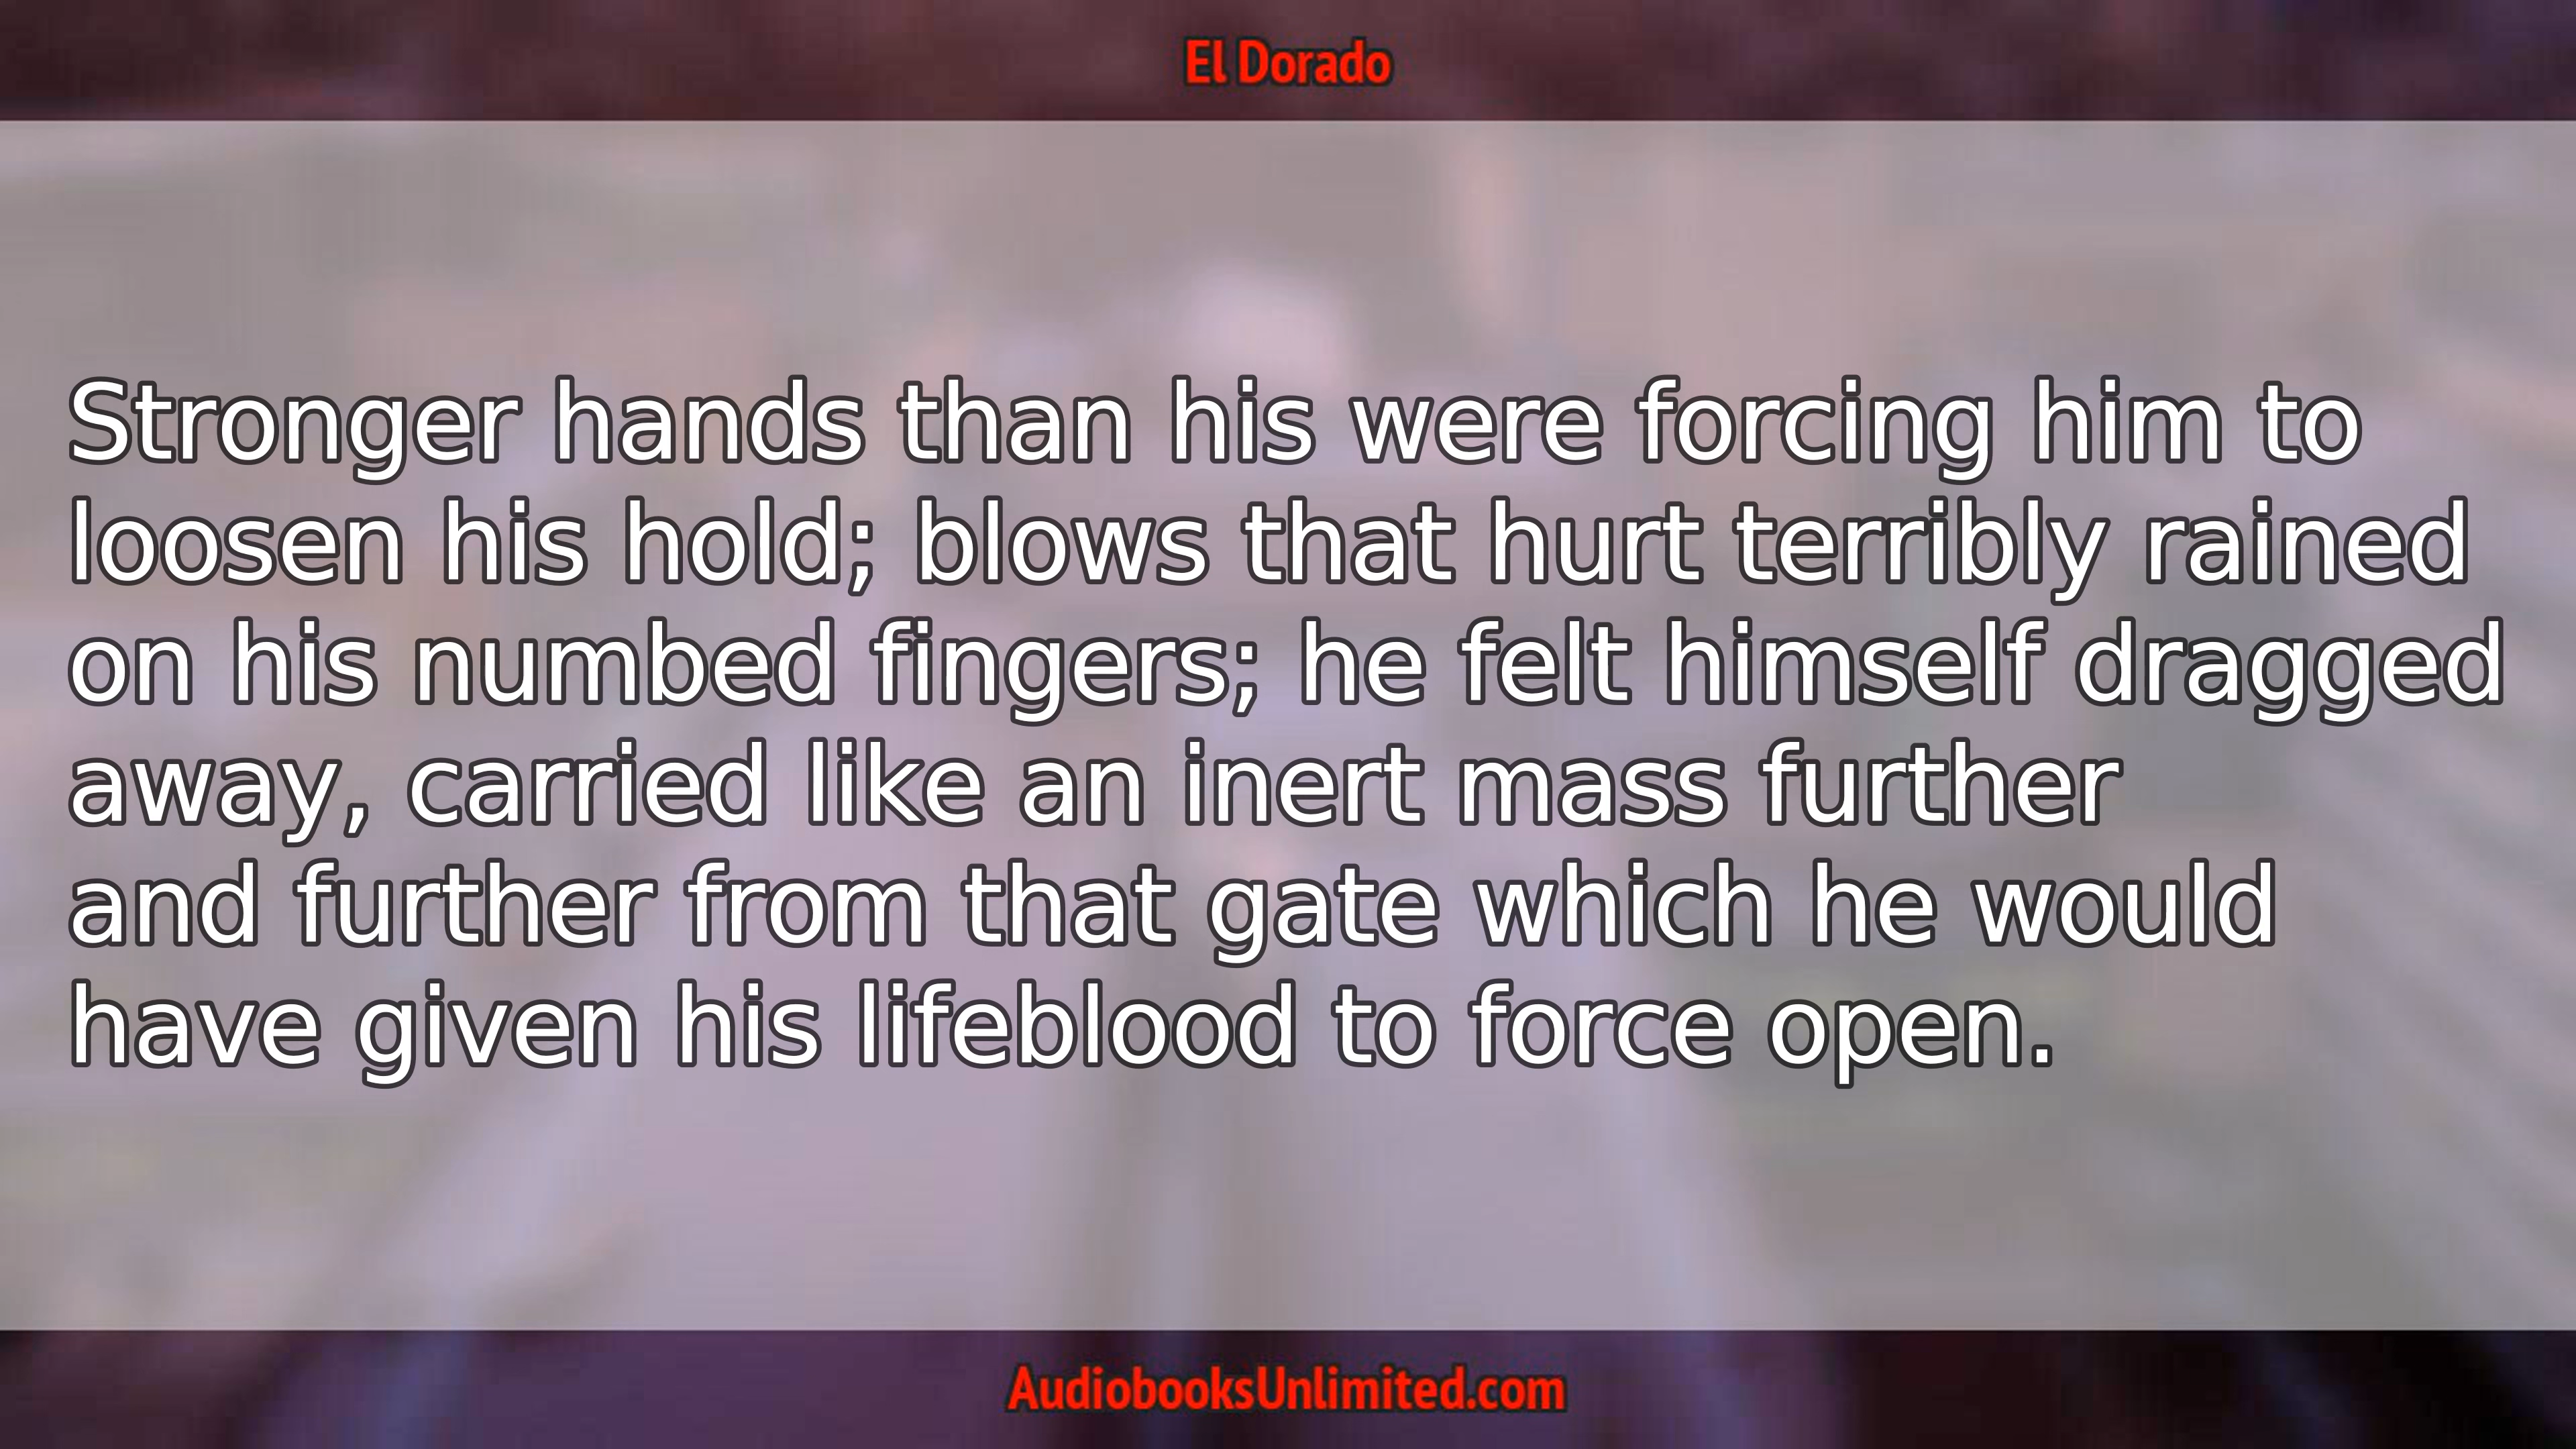 El Dorado
Stronger hands than his were forcing him to
loosen his hold; blows that hurt terribly rained
on his numbed fingers; he felt himself dragged
away, carried like an inert mass further
and further from that gate which he would
have given his lifeblood to force open.
AudiobooksUnlimited.com